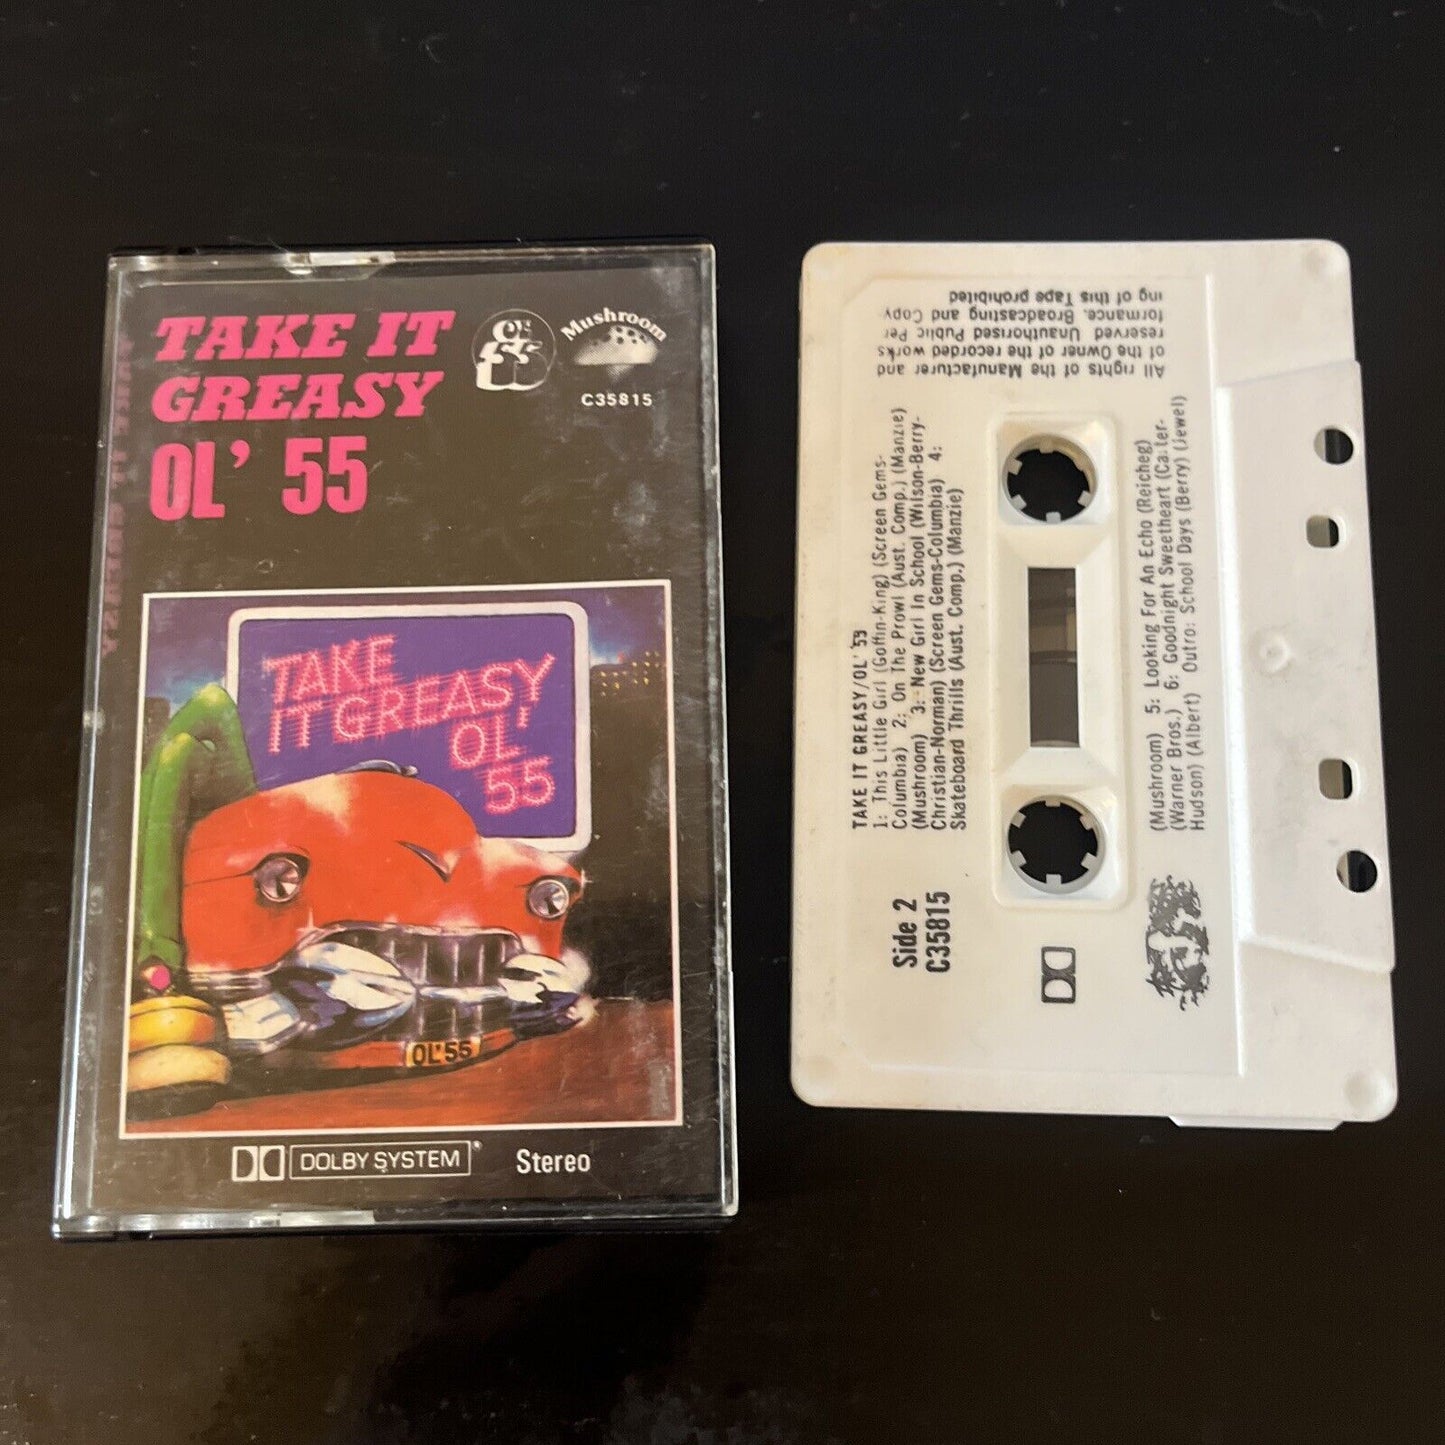 TAKE IT
GREASY
OL' 55
OL'
55
Mushroom
C35815
TAKE
IT GREASY
OL'
55
OL'55
DOLBY SYSTEM
Stereo
All rights of the Manufacturer and
of the Owner of the recorded works
reserved Unauthorised Public Per
formance. Broadcasting and Copy
ing of this Tape prohibited
TAKE IT GREASY/OL' 55
1: This Little Girl (Goffin-King) (Screen Gems-
Columbia) 2: On The Prowl (Aust. Comp.) (Manzie)
(Mushroom) 3: New Girl In School (Wilson-Berry-
Christian-Norman) (Screen Gems-Columbia) 4:
Skateboard Thrills (Aust. Comp.) (Manzie)
(Mushroom) 5: Looking For An Echo (Reicheg)
(Warner Bros.) 6: Goodnight Sweetheart (Carter-
Hudson) (Albert) Outro: School Days (Berry) (Jewel)
Side 2
C35815